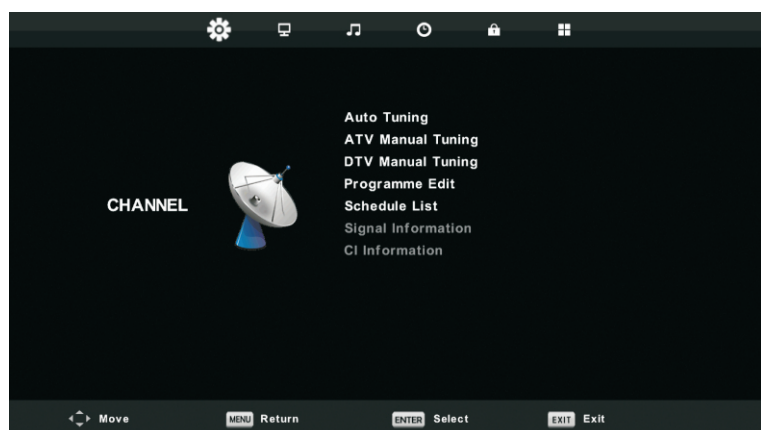 Auto Tuning
ATV Manual Tuning
DTV Manual Tuning
Programme Edit
CHANNEL
Schedule List
Signal Information
CI Information
Move MENU Return ENTER Select EXIT Exit